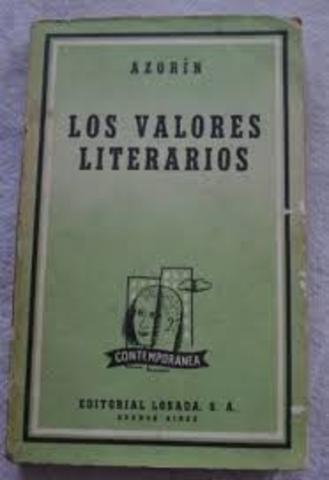 AZORÍN
LOS VALORES
LITERARIOS
CONTEMPORANEA
EDITORIAL LOSADA, S. A.
BUENOS AIRES